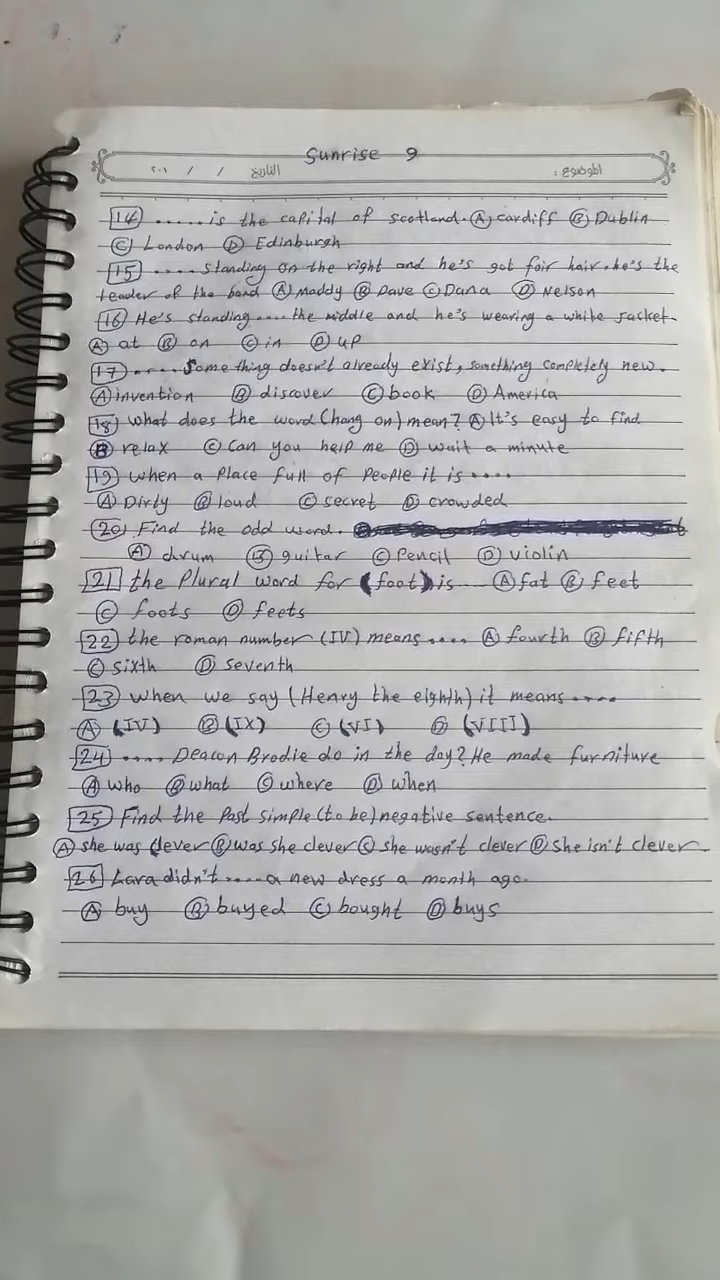 Sunrise 9
الموضوع : التاريخ / / ٢٠١
14 ..... is the capital of scotland. A cardiff B Dublin
C London D Edinburgh
15 .... standing on the right and he's got fair hair. he's the
leader of the band A Maddy B Dave C Dana D Nelson
16 He's standing.... the middle and he's wearing a white jacket.
A at B on C in D up
17 ..... Some thing doesn't already exist, something completely new.
A invention B discover C book D America
18 what does the word (hang on) mean? A It's easy to find
B relax C Can you help me D wait a minute
19 when a place full of people it is ....
A Dirty B loud C secret D crowded
20 Find the odd word.
A drum B guitar C Pencil D violin
21 the Plural word for (foot) is .... A fat B feet
C foots D feets
22 the roman number (IV) means .... A fourth B fifth
C sixth D seventh
23 when we say (Henry the eighth) it means ....
A (IV) B (IX) C (VI) D (VIII)
24 .... Deacon Brodie do in the day? He made furniture
A who B what C where D when
25 Find the Past simple (to be) negative sentence.
A she was clever B was she clever C she wasn't clever D she isn't clever.
26 Lara didn't .... a new dress a month ago.
A buy B buyed C bought D buys